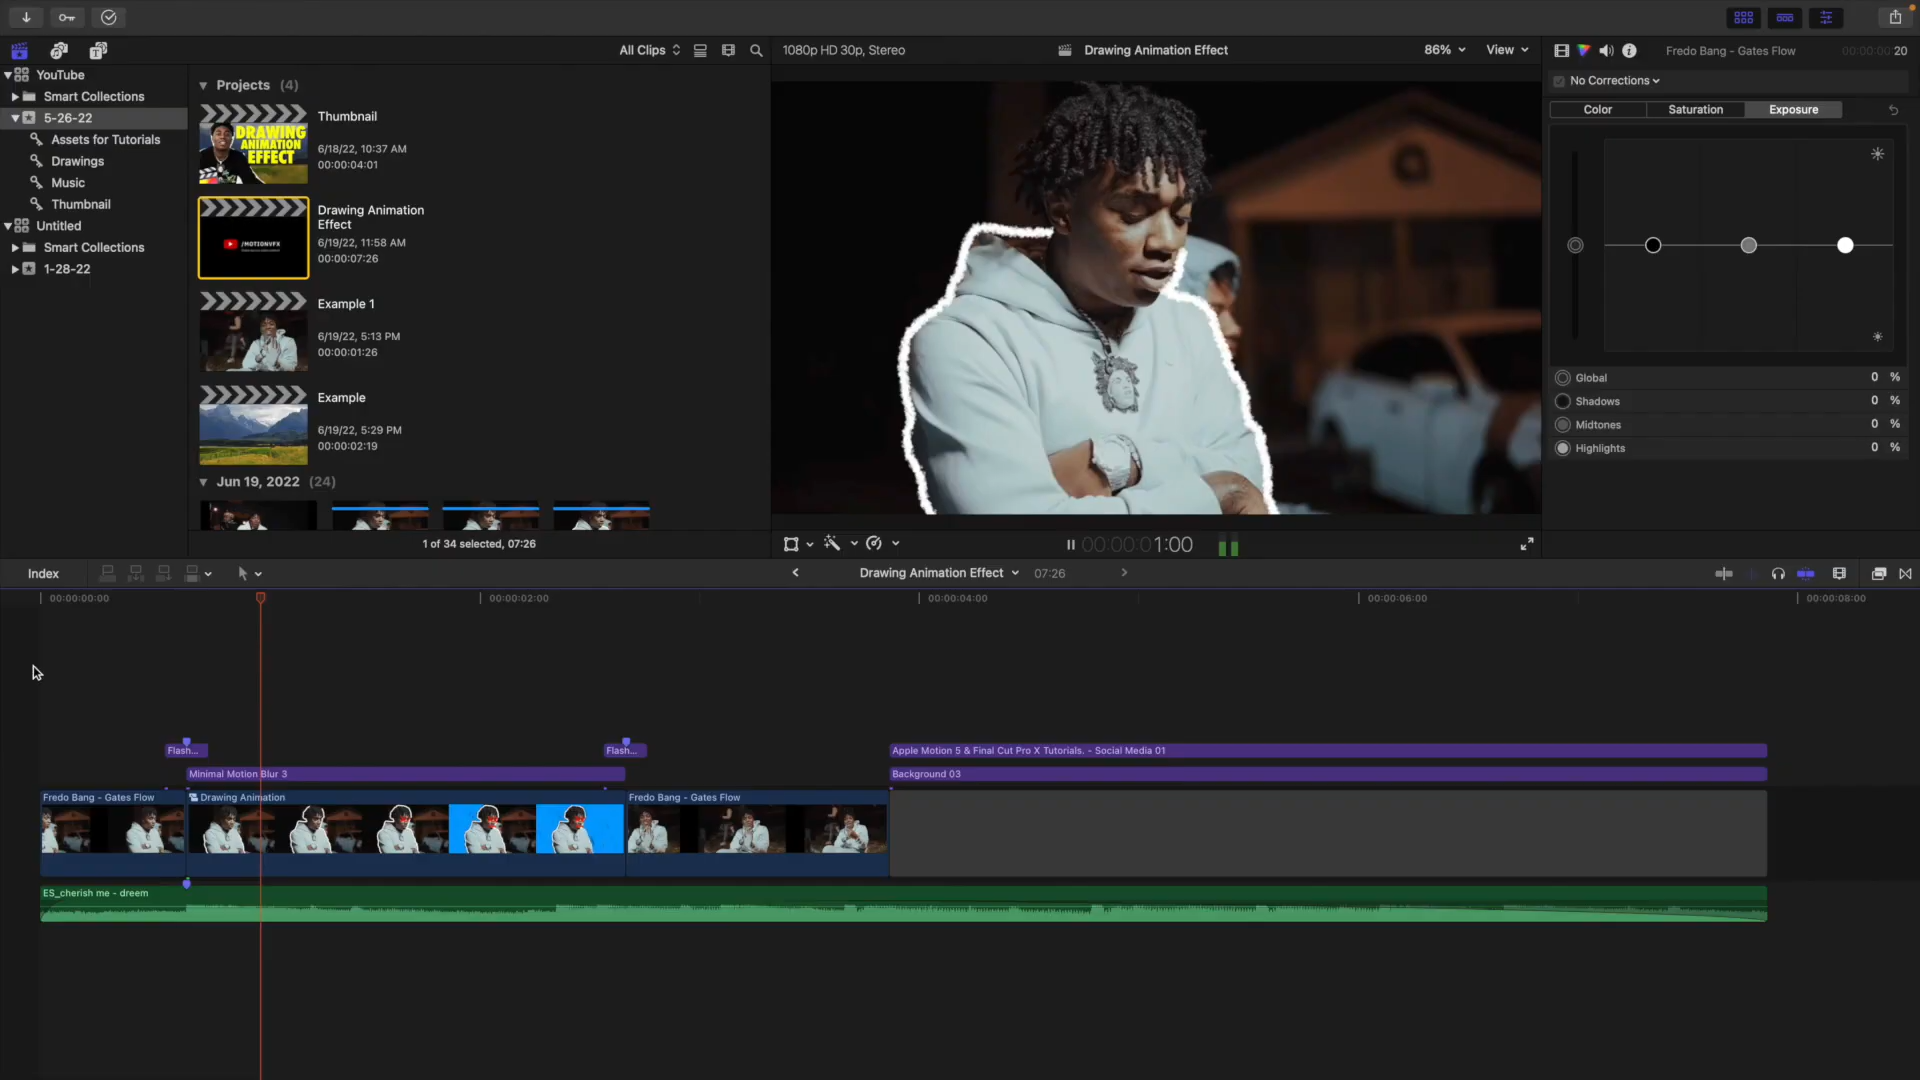 All Clips
1080p HD 30p, Stereo
Drawing Animation Effect
86%
View
Fredo Bang - Gates Flow
00:00:00:20
YouTube
Smart Collections
5-26-22
Assets for Tutorials
Drawings
Music
Thumbnail
Untitled
Smart Collections
1-28-22
Projects (4)
DRAWING
ANIMATION
EFFECT
Thumbnail
6/18/22, 10:37 AM
00:00:04:01
/MOTIONVFX
Drawing Animation
Effect
6/19/22, 11:58 AM
00:00:07:26
Example 1
6/19/22, 5:13 PM
00:00:01:26
Example
6/19/22, 5:29 PM
00:00:02:19
Jun 19, 2022 (24)
1 of 34 selected, 07:26
00:00:01:00
No Corrections
Color
Saturation
Exposure
Global 0 %
Shadows 0 %
Midtones 0 %
Highlights 0 %
Index
Drawing Animation Effect
07:26
00:00:00:00
00:00:02:00
00:00:04:00
00:00:06:00
00:00:08:00
Flash...
Flash...
Apple Motion 5 & Final Cut Pro X Tutorials. - Social Media 01
Minimal Motion Blur 3
Background 03
Fredo Bang - Gates Flow
Drawing Animation
Fredo Bang - Gates Flow
ES_cherish me - dreem